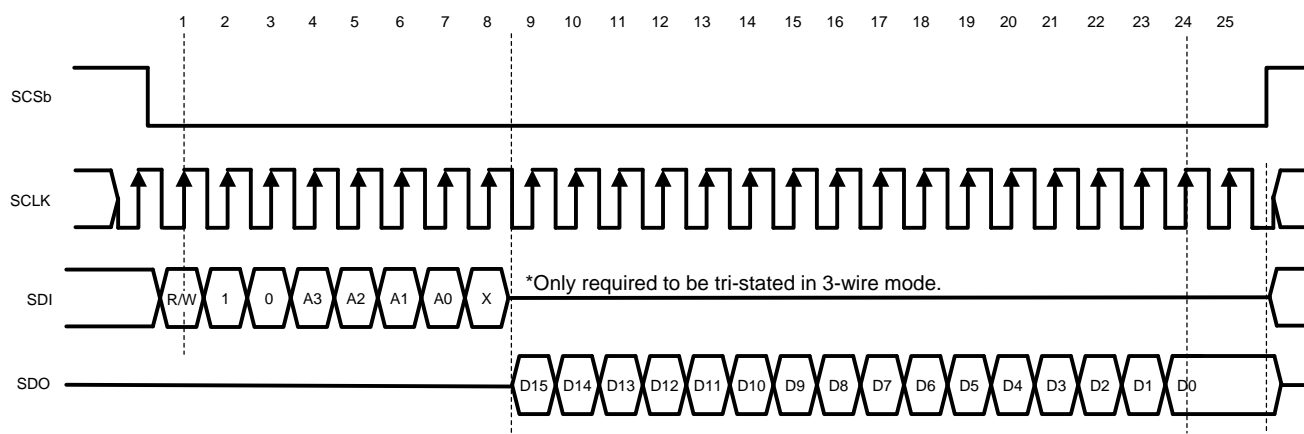 1 2 3 4 5 6 7 8 9 10 11 12 13 14 15 16 17 18 19 20 21 22 23 24 25
SCSb
SCLK
*Only required to be tri-stated in 3-wire mode.
SDI R/W 1 0 A3 A2 A1 A0 X
SDO D15 D14 D13 D12 D11 D10 D9 D8 D7 D6 D5 D4 D3 D2 D1 D0